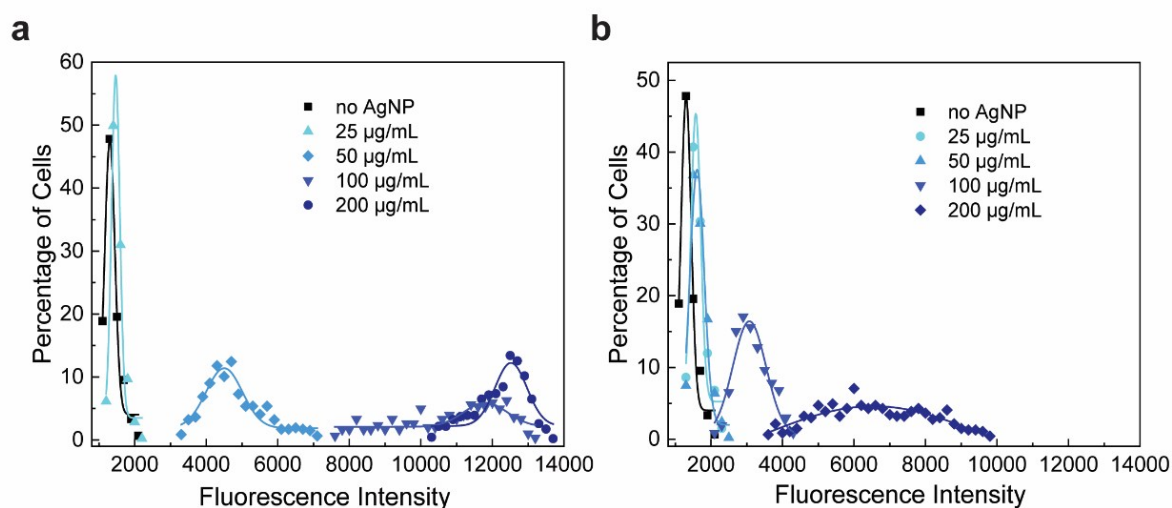 a
60
50
40
30
20
10
0
Percentage of Cells
no AgNP
25 µg/mL
50 µg/mL
100 µg/mL
200 µg/mL
2000 4000 6000 8000 10000 12000 14000
Fluorescence Intensity
b
50
40
30
20
10
0
Percentage of Cells
no AgNP
25 µg/mL
50 µg/mL
100 µg/mL
200 µg/mL
2000 4000 6000 8000 10000 12000 14000
Fluorescence Intensity